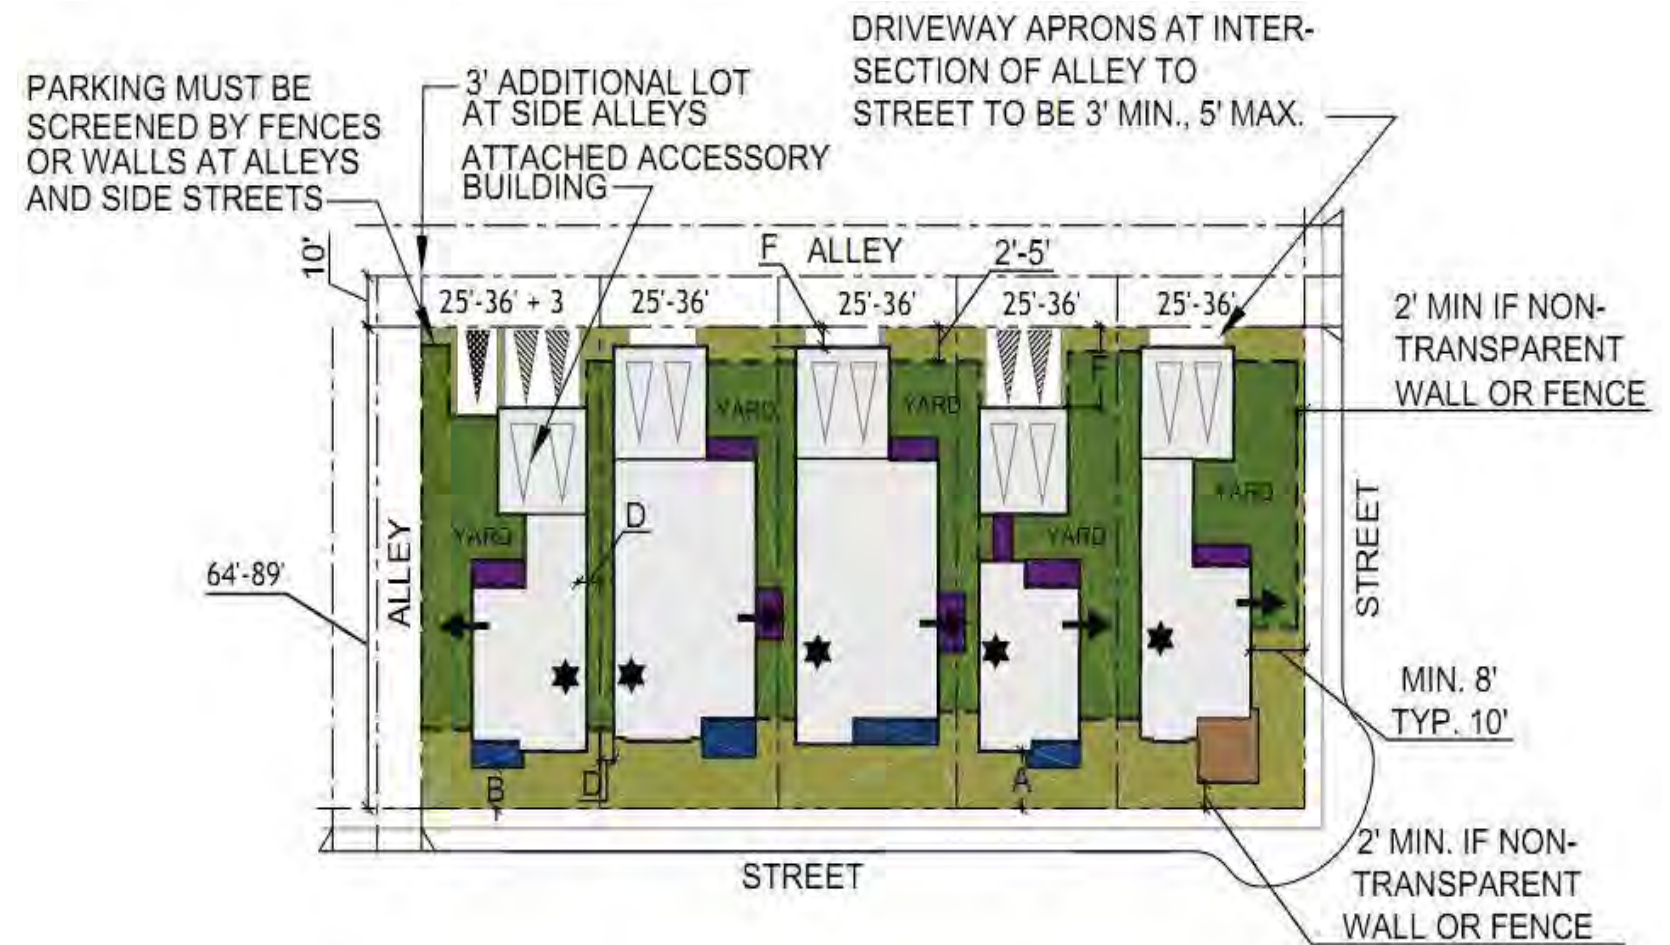 DRIVEWAY APRONS AT INTER-
SECTION OF ALLEY TO
STREET TO BE 3' MIN., 5' MAX.
PARKING MUST BE
SCREENED BY FENCES
OR WALLS AT ALLEYS
AND SIDE STREETS
3' ADDITIONAL LOT
AT SIDE ALLEYS
ATTACHED ACCESSORY
BUILDING
10'
F ALLEY 2'-5'
25'-36' + 3 25'-36' 25'-36' 25'-36' 25'-36'
2' MIN IF NON-
TRANSPARENT
WALL OR FENCE
F
YARD YARD
YARD
YARD YARD
D
64'-89'
ALLEY
STREET
MIN. 8'
TYP. 10'
B D A
2' MIN. IF NON-
TRANSPARENT
WALL OR FENCE
STREET